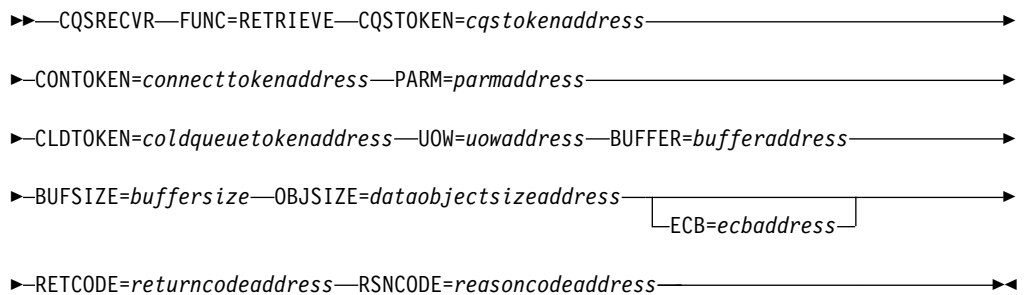 CQSRECVR FUNC=RETRIEVE CQSTOKEN=cqstokenaddress
CONTOKEN=connecttokenaddress PARM=parmaddress
CLDTOKEN=coldqueuetokenaddress UOW=uowaddress BUFFER=bufferaddress
BUFSIZE=buffersize OBJSIZE=dataobjectsizeaddress
ECB=ecbaddress
RETCODE=returncodeaddress RSNCODE=reasoncodeaddress